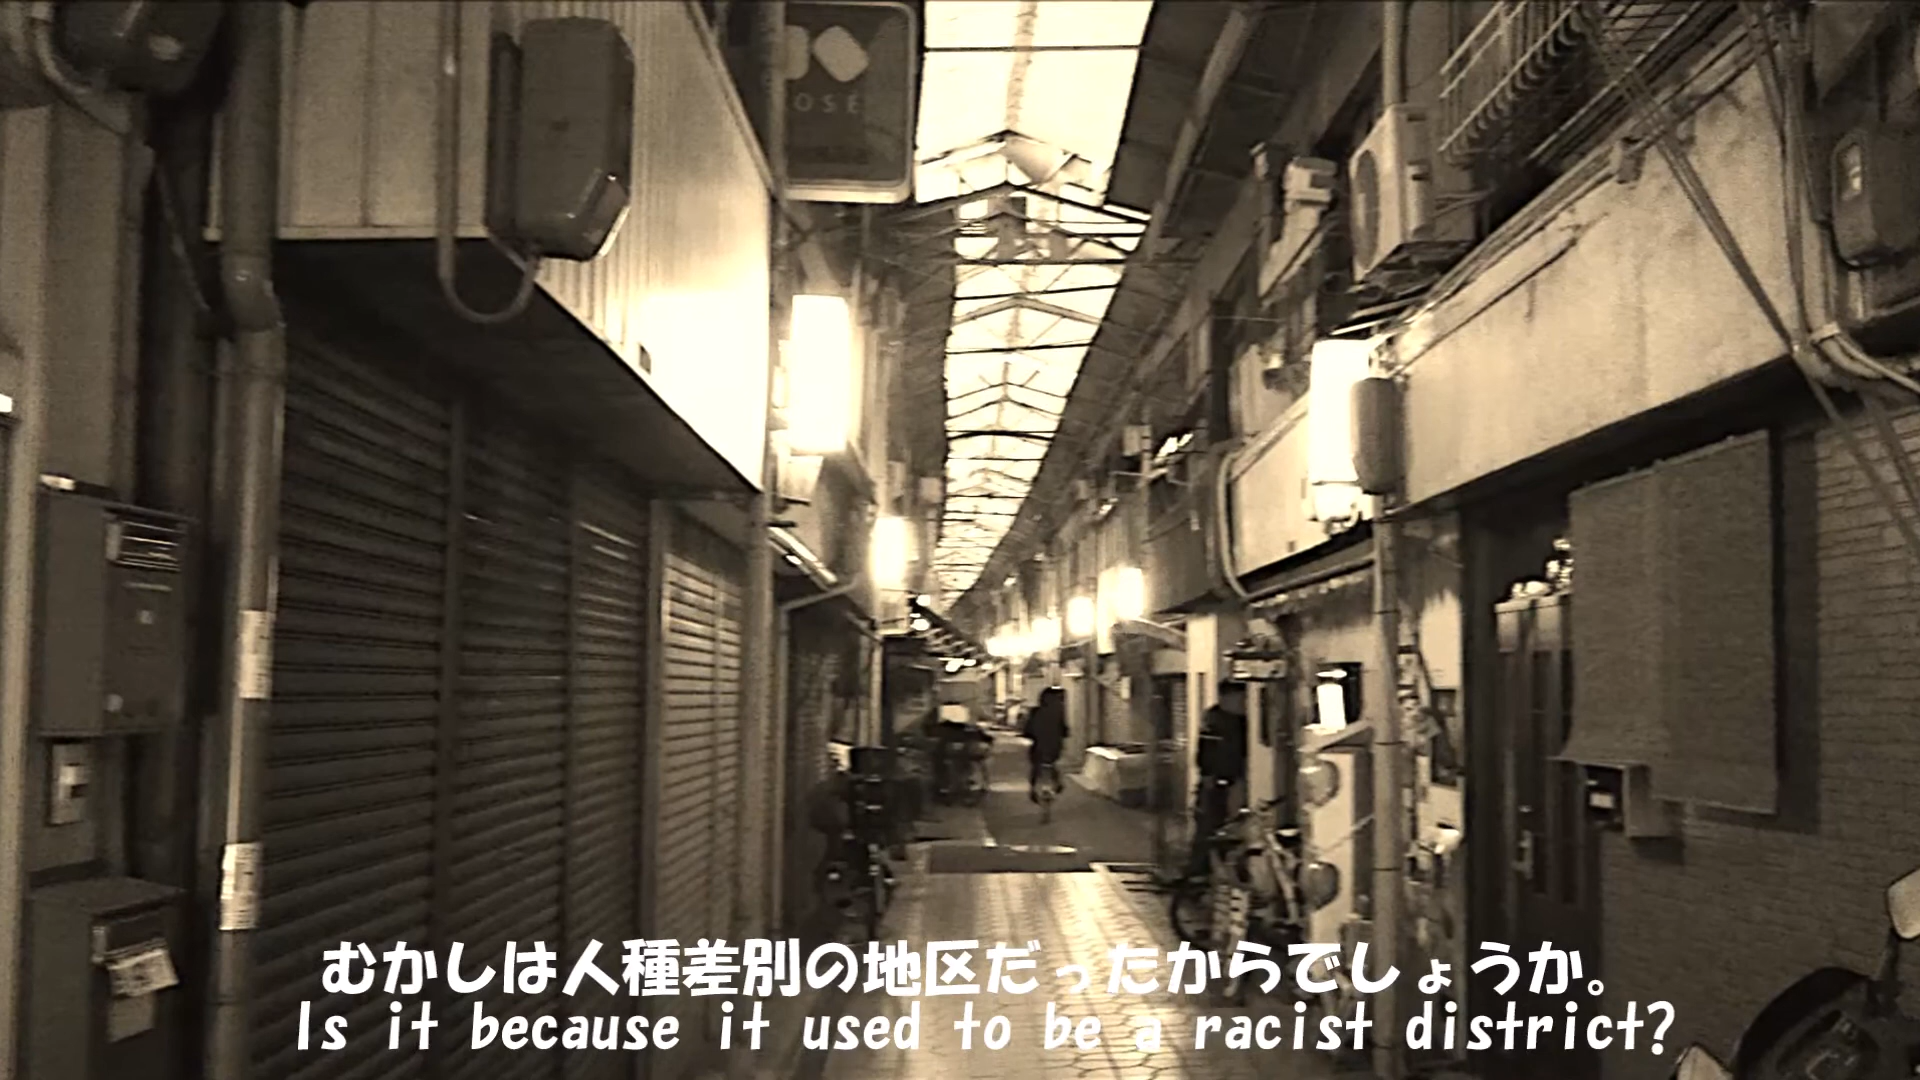 OSÉ
むかしは人種差別の地区だったからでしょうか。
Is it because it used to be a racist district?